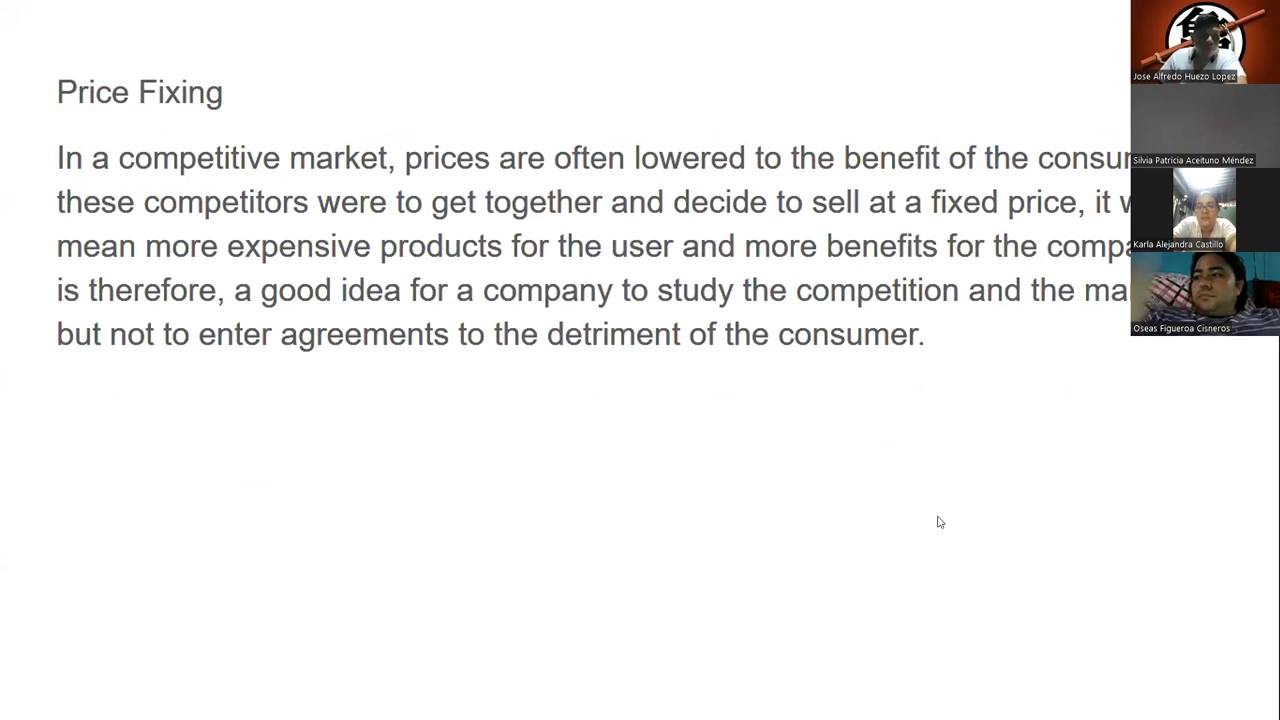 Price Fixing
In a competitive market, prices are often lowered to the benefit of the
these competitors were to get together and decide to sell at a fixed price, it
mean more expensive products for the user and more benefits for the
is therefore, a good idea for a company to study the competition and the
but not to enter agreements to the detriment of the consumer.
Jose Alfredo Huezo Lopez
Silvia Patricia Aceituno Méndez
Karla Alejandra Castillo
Oseas Figueroa Cisneros